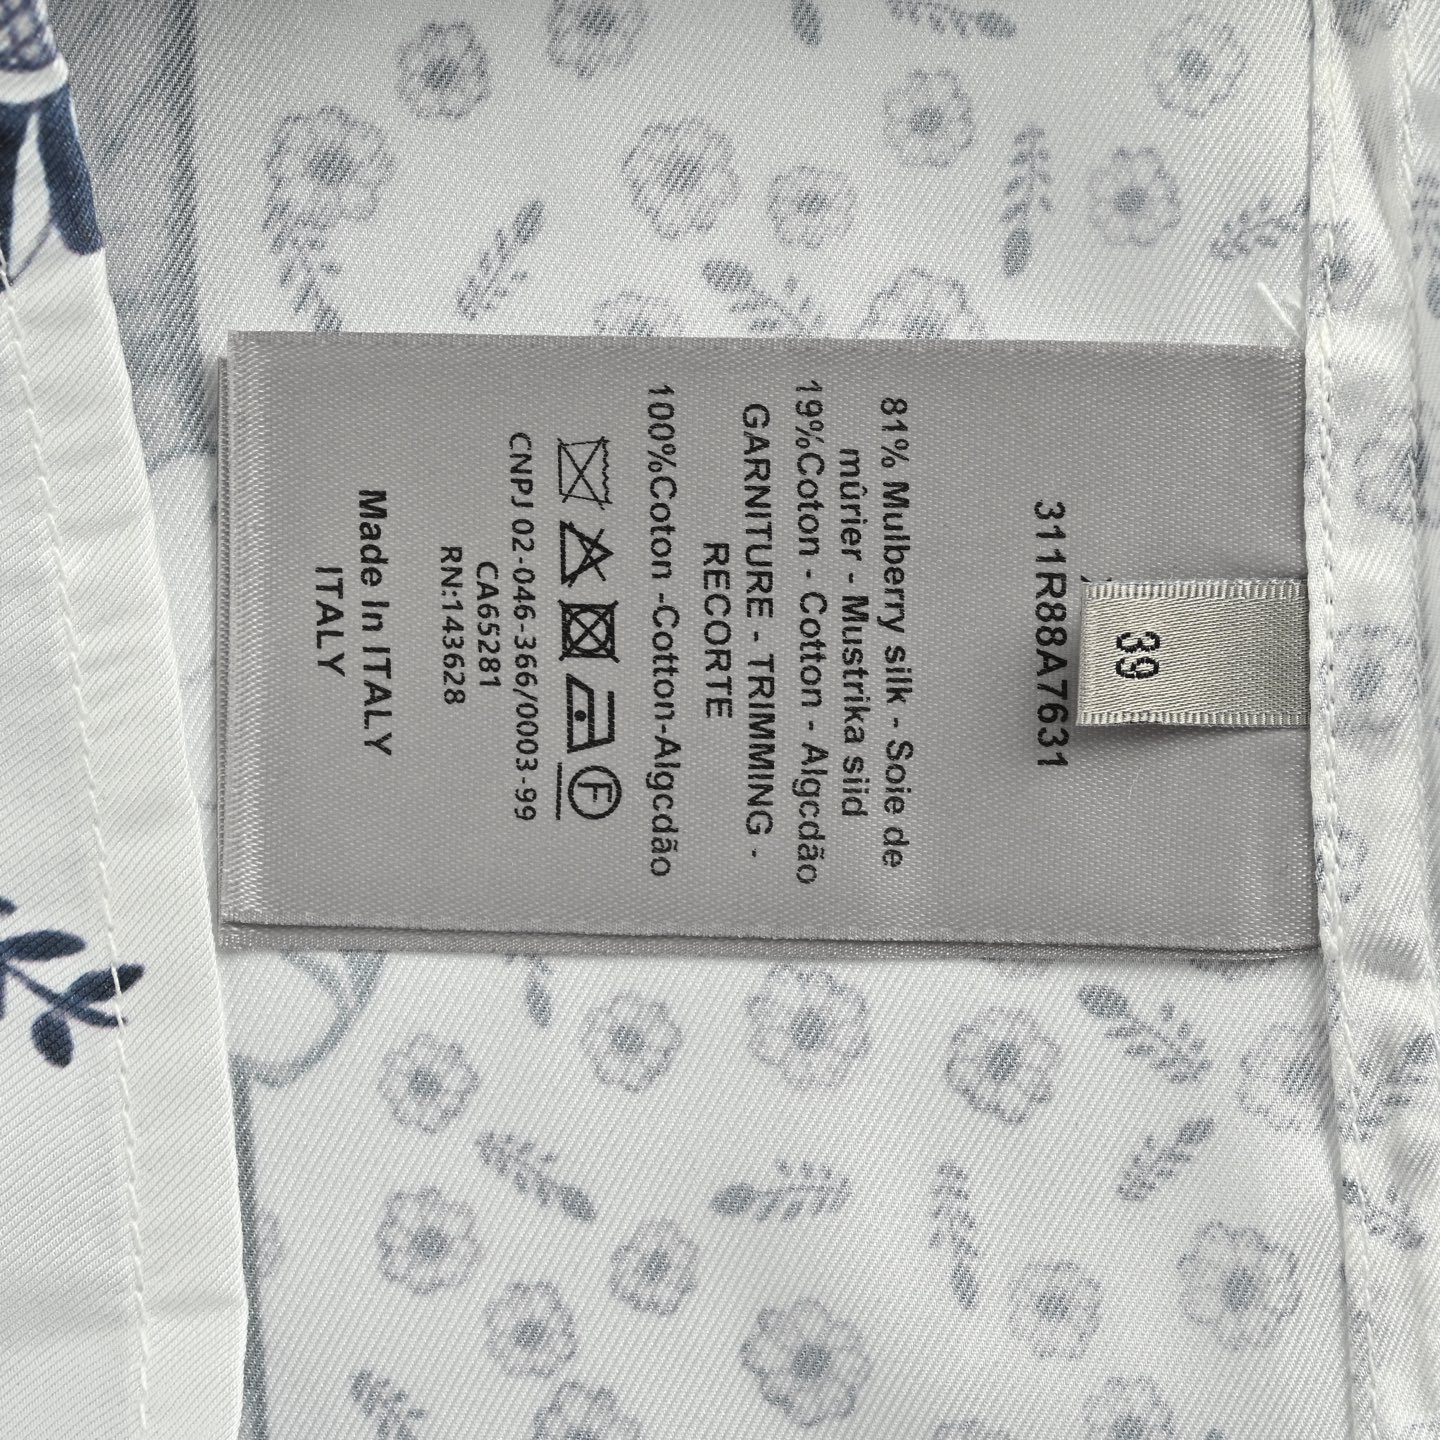 39
311R88A7631
81% Mulberry silk - Soie de
mûrier - Mustrika siid
19%Coton - Cotton - Algcdão
GARNITURE - TRIMMING -
RECORTE
100%Coton -Cotton-Algcdão
F
CNPJ 02-046-366/0003-99
CA65281
RN:143628
Made In ITALY
ITALY